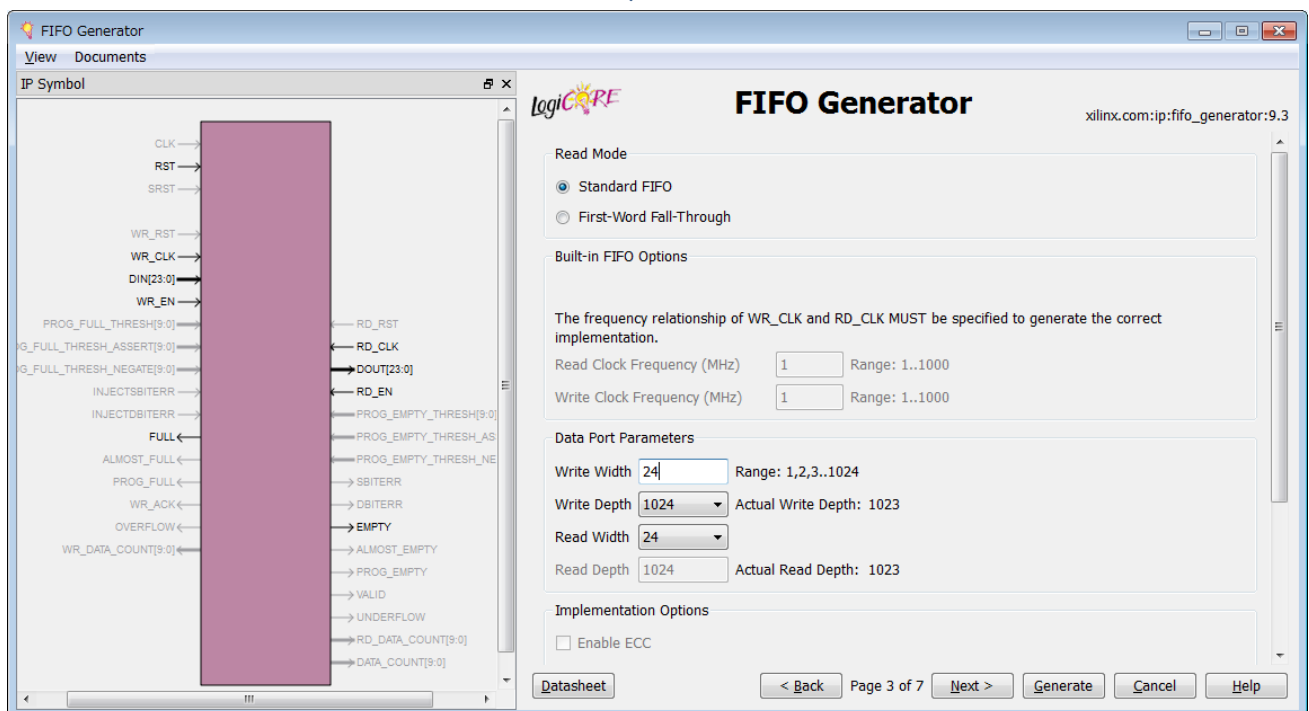 FIFO Generator
View Documents
IP Symbol
CLK
RST
SRST
WR_RST
WR_CLK
DIN[23:0]
WR_EN
PROG_FULL_THRESH[9:0]
G_FULL_THRESH_ASSERT[9:0]
G_FULL_THRESH_NEGATE[9:0]
INJECTSBITERR
INJECTDBITERR
FULL
ALMOST_FULL
PROG_FULL
WR_ACK
OVERFLOW
WR_DATA_COUNT[9:0]
RD_RST
RD_CLK
DOUT[23:0]
RD_EN
PROG_EMPTY_THRESH[9:0]
PROG_EMPTY_THRESH_AS
PROG_EMPTY_THRESH_NE
SBITERR
DBITERR
EMPTY
ALMOST_EMPTY
PROG_EMPTY
VALID
UNDERFLOW
RD_DATA_COUNT[9:0]
DATA_COUNT[9:0]
LogiCORE
FIFO Generator
xilinx.com:ip:fifo_generator:9.3
Read Mode
Standard FIFO
First-Word Fall-Through
Built-in FIFO Options
The frequency relationship of WR_CLK and RD_CLK MUST be specified to generate the correct
implementation.
Read Clock Frequency (MHz) 1 Range: 1..1000
Write Clock Frequency (MHz) 1 Range: 1..1000
Data Port Parameters
Write Width 24 Range: 1,2,3..1024
Write Depth 1024 Actual Write Depth: 1023
Read Width 24
Read Depth 1024 Actual Read Depth: 1023
Implementation Options
Enable ECC
Datasheet < Back Page 3 of 7 Next > Generate Cancel Help